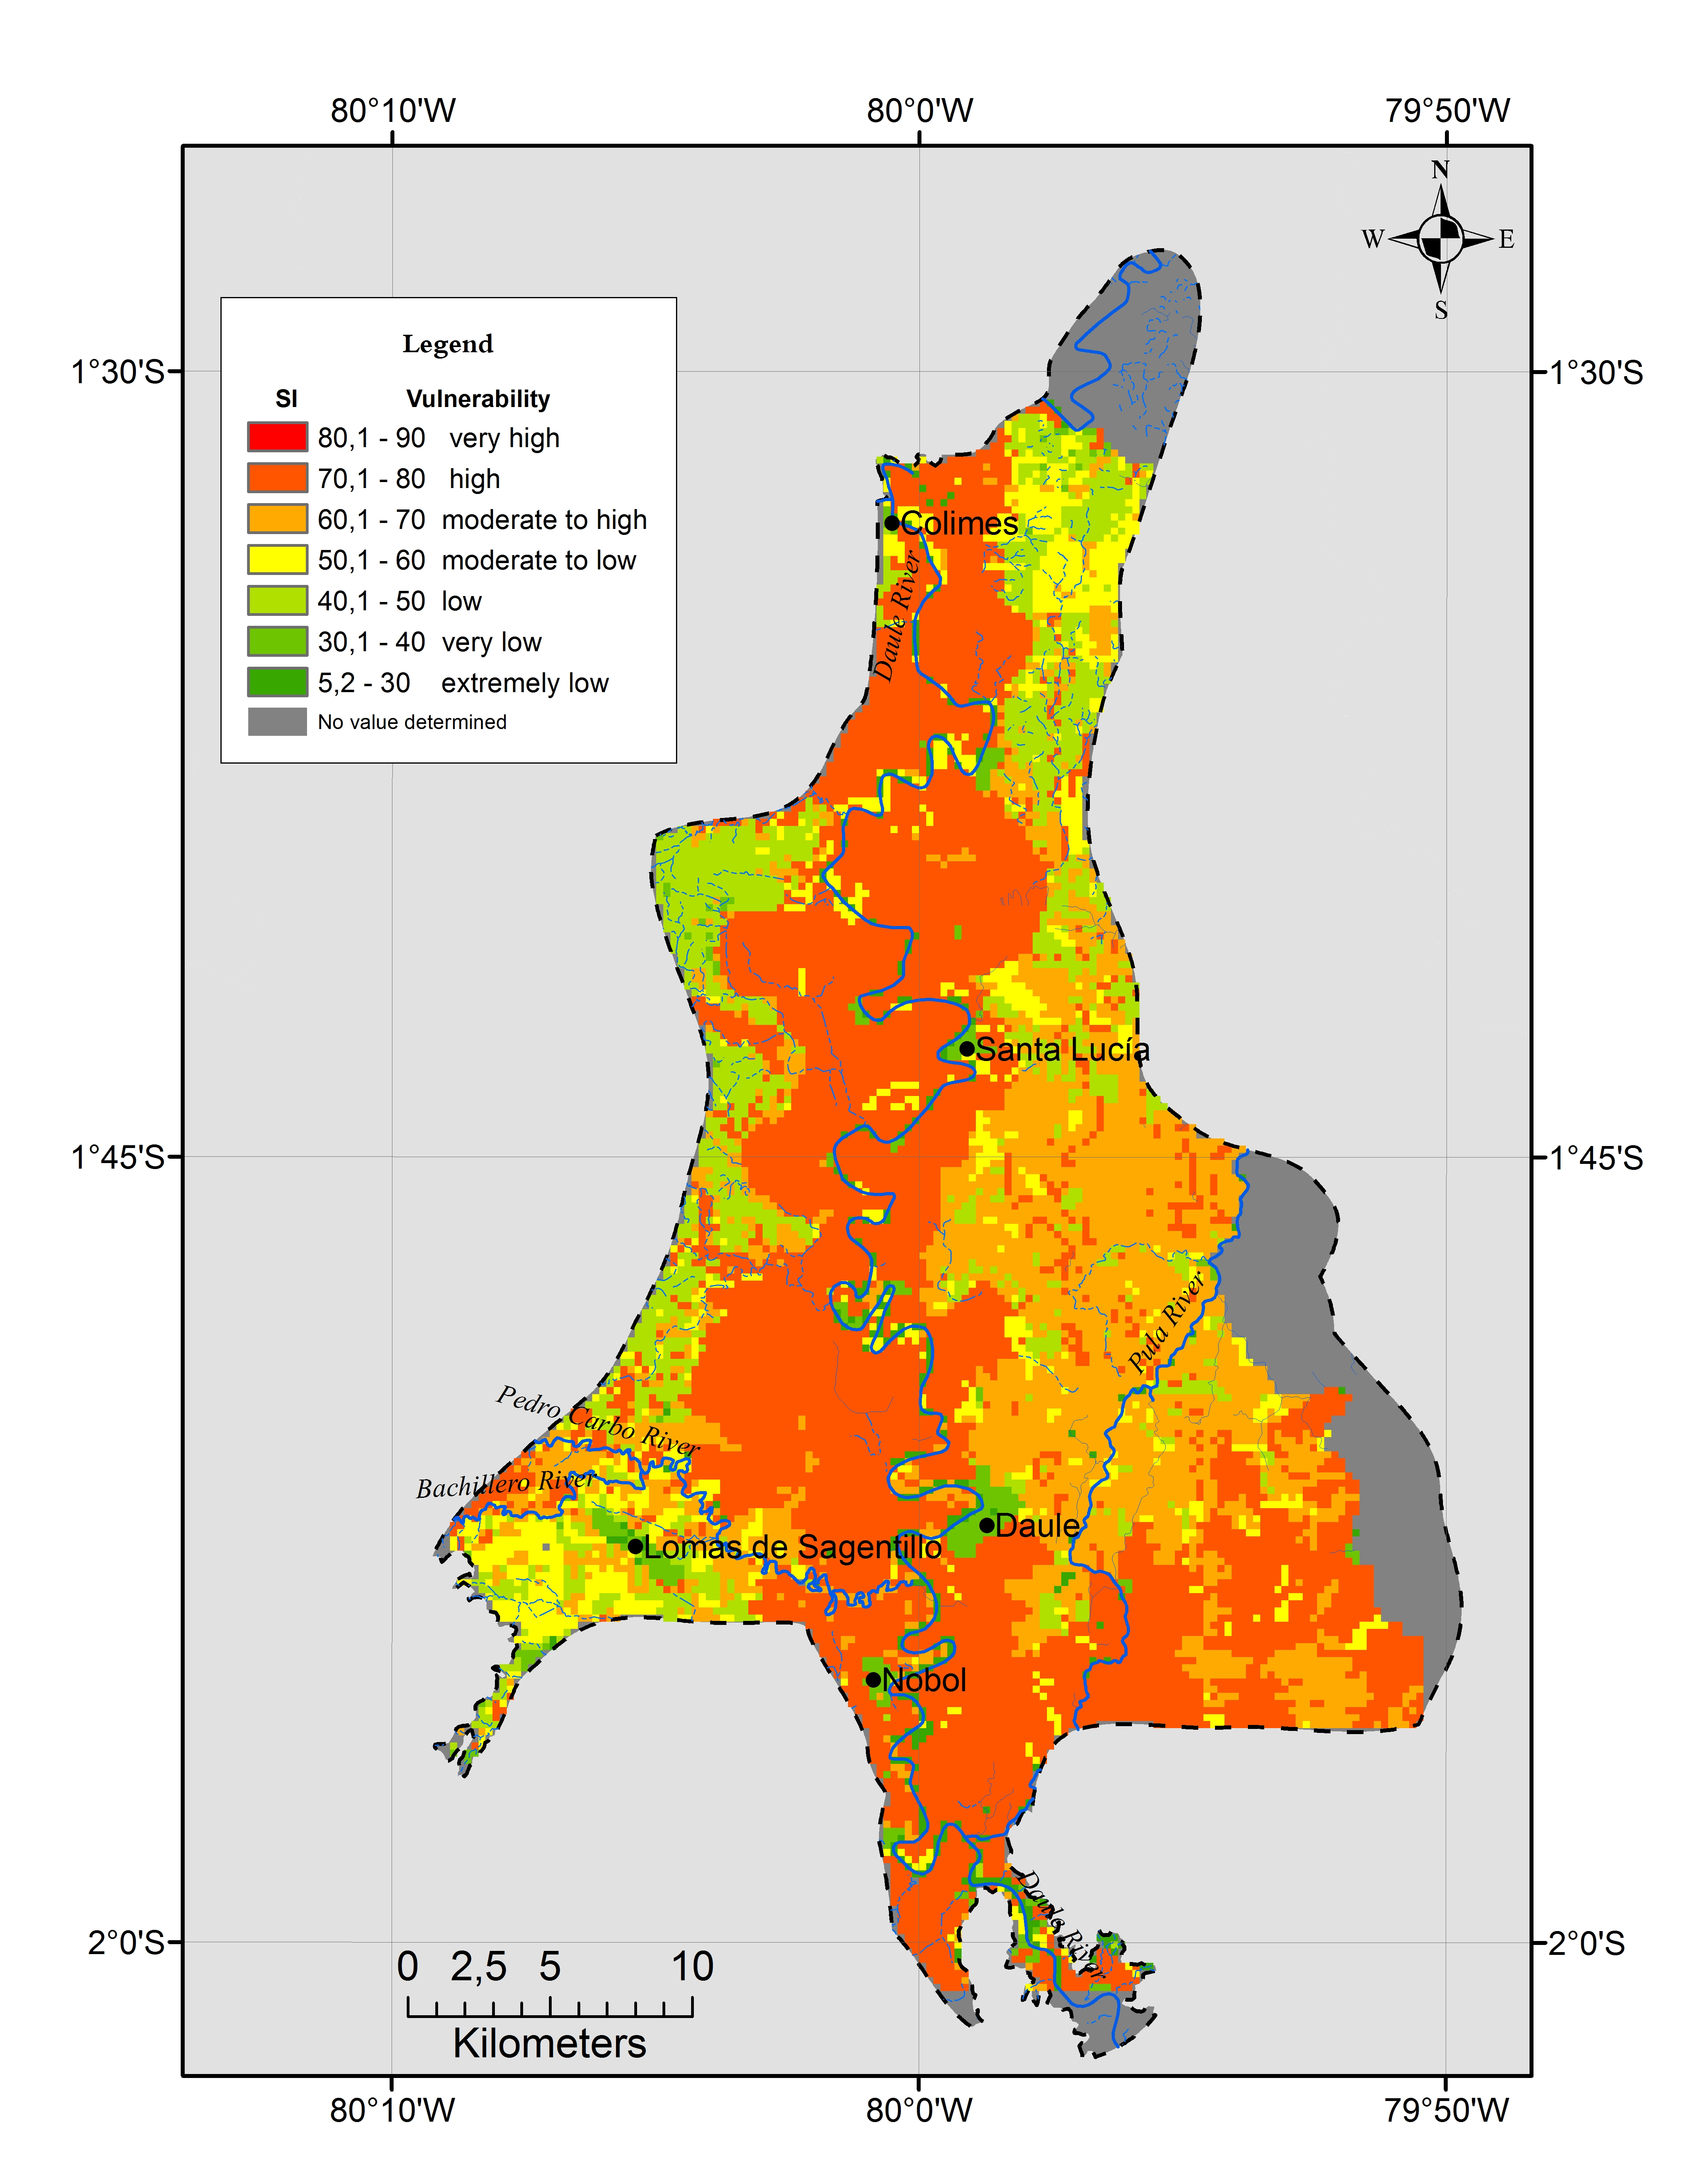 80°10'W 80°0'W 79°50'W
N
W E
S
1°30'S 1°30'S
Legend
SI Vulnerability
80,1 - 90 very high
70,1 - 80 high
60,1 - 70 moderate to high
50,1 - 60 moderate to low
40,1 - 50 low
30,1 - 40 very low
5,2 - 30 extremely low
No value determined
Colimes
Daule River
Santa Lucía
1°45'S 1°45'S
Pula River
Pedro Carbo River
Bachillero River
Daule
Lomas de Sagentillo
Nobol
Daule River
2°0'S 2°0'S
0 2,5 5 10
Kilometers
80°10'W 80°0'W 79°50'W